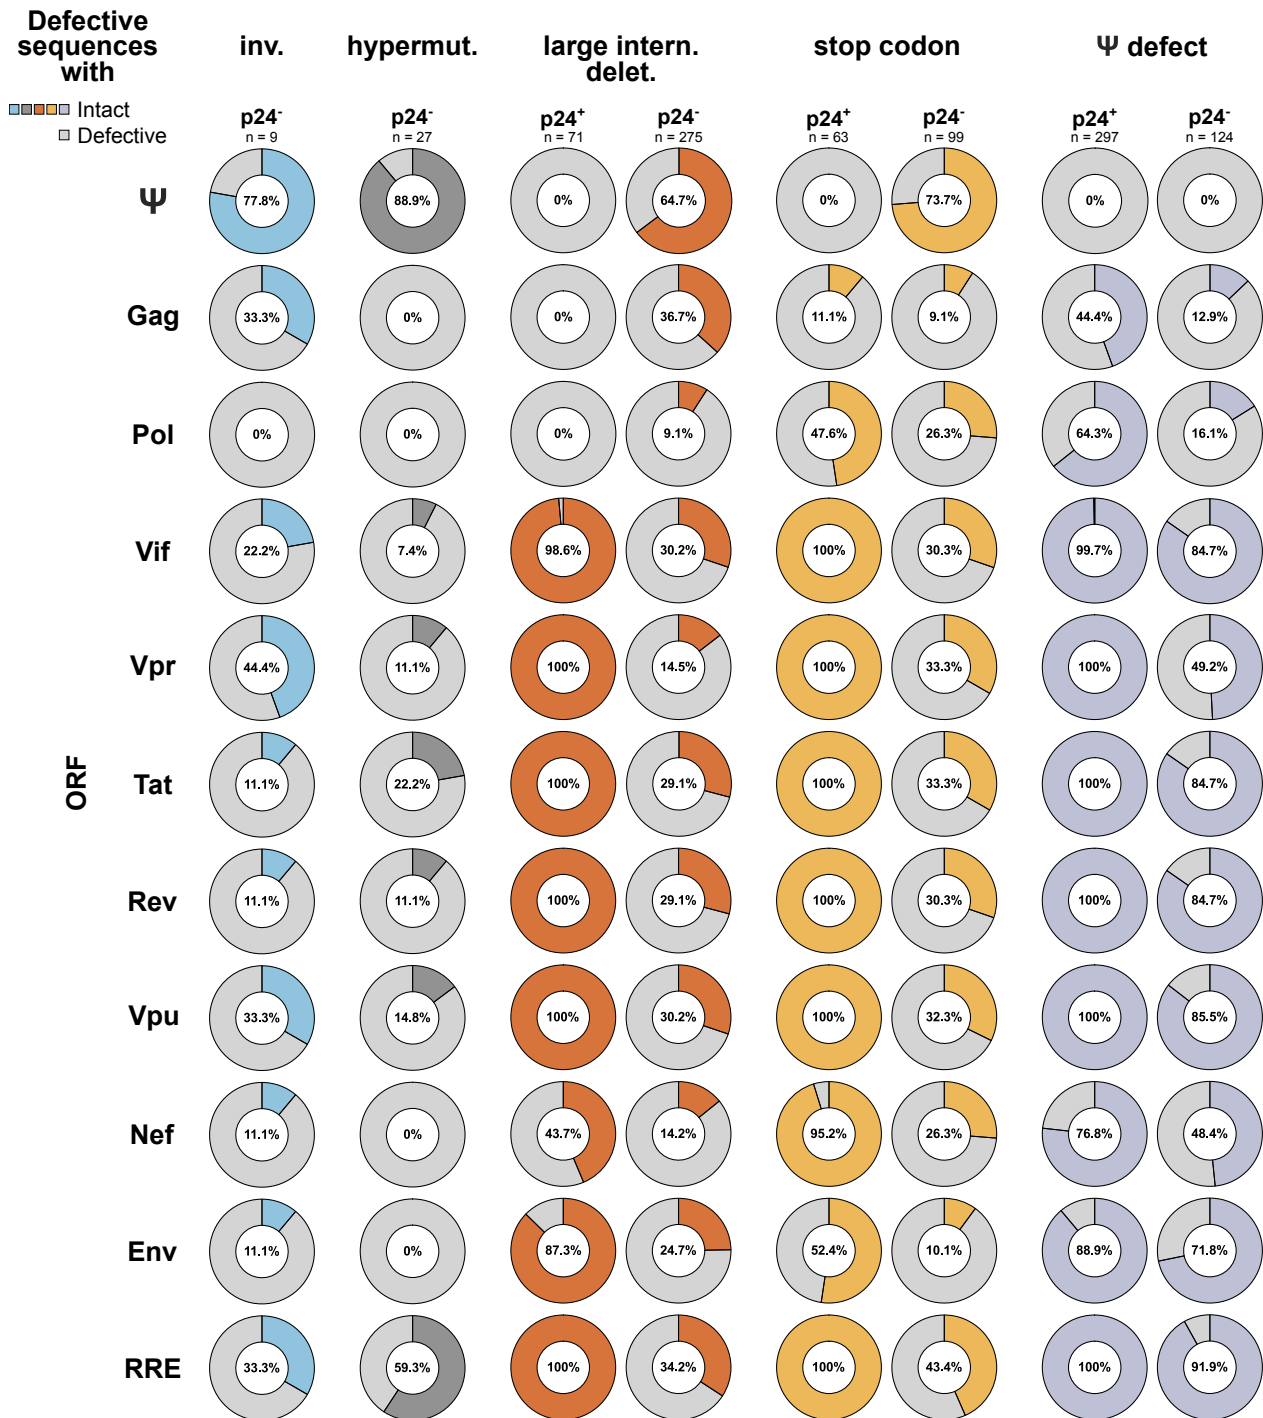 Defective sequences with
inv.
hypermut.
large intern. delet.
stop codon
Ψ defect
Intact
Defective
p24⁻ p24⁻ p24⁺ p24⁻ p24⁺ p24⁻ p24⁺ p24⁻
n = 9 n = 27 n = 71 n = 275 n = 63 n = 99 n = 297 n = 124
Ψ 77.8% 88.9% 0% 64.7% 0% 73.7% 0% 0%
Gag 33.3% 0% 0% 36.7% 11.1% 9.1% 44.4% 12.9%
Pol 0% 0% 0% 9.1% 47.6% 26.3% 64.3% 16.1%
Vif 22.2% 7.4% 98.6% 30.2% 100% 30.3% 99.7% 84.7%
Vpr 44.4% 11.1% 100% 14.5% 100% 33.3% 100% 49.2%
ORF
Tat 11.1% 22.2% 100% 29.1% 100% 33.3% 100% 84.7%
Rev 11.1% 11.1% 100% 29.1% 100% 30.3% 100% 84.7%
Vpu 33.3% 14.8% 100% 30.2% 100% 32.3% 100% 85.5%
Nef 11.1% 0% 43.7% 14.2% 95.2% 26.3% 76.8% 48.4%
Env 11.1% 0% 87.3% 24.7% 52.4% 10.1% 88.9% 71.8%
RRE 33.3% 59.3% 100% 34.2% 100% 43.4% 100% 91.9%